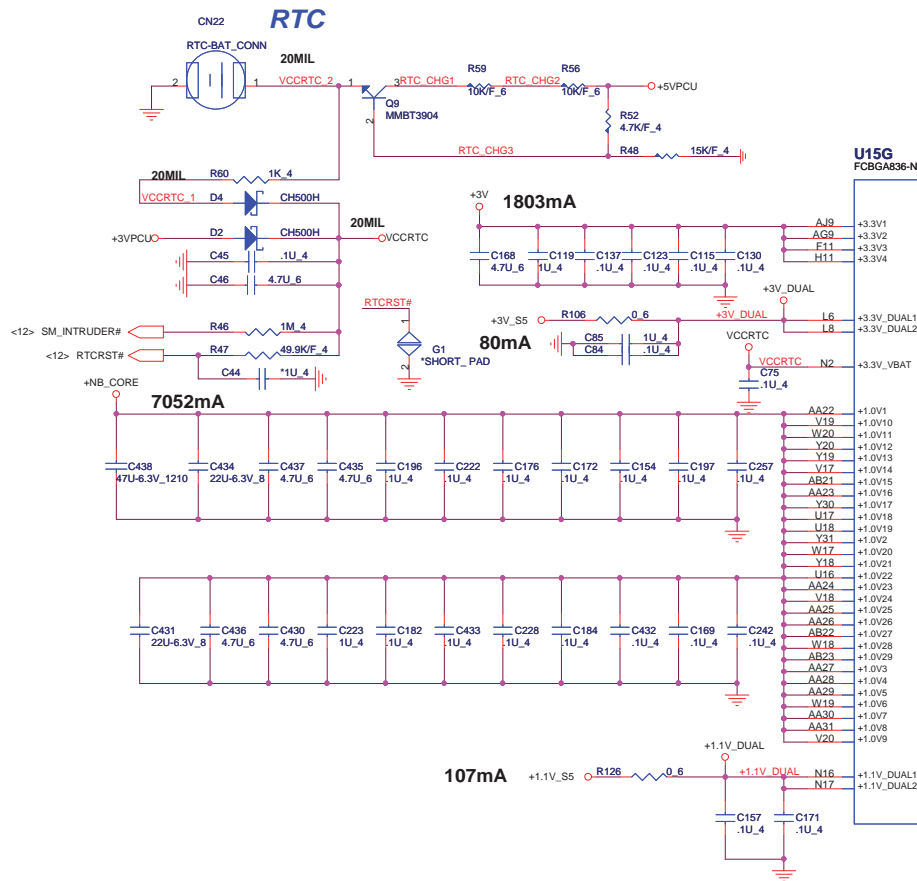 RTC
CN22
RTC-BAT_CONN
20MIL
2
1
VCCRTC_2
1
3
RTC_CHG1
R59
10K/F_6
RTC_CHG2
R56
10K/F_6
+5VPCU
Q9
MMBT3904
2
R52
4.7K/F_4
RTC_CHG3
R48
15K/F_4
R60
1K_4
20MIL
VCCRTC_1
D4
CH500H
20MIL
+3VPCU
D2
CH500H
VCCRTC
C45
.1U_4
C46
4.7U_6
<12> SM_INTRUDER#
R46
1M_4
<12> RTCRST#
R47
49.9K/F_4
C44
*1U_4
RTCRST#
1
G1
*SHORT_PAD
2
+3V
1803mA
C168
4.7U_6
C119
1U_4
C137
.1U_4
C123
.1U_4
C115
.1U_4
C130
.1U_4
+3V_S5
R106
0_6
+3V_DUAL
+3V_DUAL
80mA
C85
1U_4
C84
.1U_4
VCCRTC
VCCRTC
C75
.1U_4
U15G
FCBGA836-N
AJ9 +3.3V1
AG9 +3.3V2
F11 +3.3V3
H11 +3.3V4
L6 +3.3V_DUAL1
L8 +3.3V_DUAL2
N2 +3.3V_VBAT
+NB_CORE
7052mA
C438
47U-6.3V_1210
C434
22U-6.3V_8
C437
4.7U_6
C435
4.7U_6
C196
.1U_4
C222
.1U_4
C176
.1U_4
C172
.1U_4
C154
.1U_4
C197
.1U_4
C257
.1U_4
AA22 +1.0V1
V19 +1.0V10
W20 +1.0V11
Y20 +1.0V12
Y19 +1.0V13
V17 +1.0V14
AB21 +1.0V15
AA23 +1.0V16
Y30 +1.0V17
U17 +1.0V18
U18 +1.0V19
Y31 +1.0V2
W17 +1.0V20
Y18 +1.0V21
U16 +1.0V22
AA24 +1.0V23
V18 +1.0V24
AA25 +1.0V25
AA26 +1.0V26
AB22 +1.0V27
W18 +1.0V28
AB23 +1.0V29
AA27 +1.0V3
AA28 +1.0V4
AA29 +1.0V5
W19 +1.0V6
AA30 +1.0V7
AA31 +1.0V8
V20 +1.0V9
C431
22U-6.3V_8
C436
4.7U_6
C430
4.7U_6
C223
1U_4
C182
.1U_4
C433
.1U_4
C228
.1U_4
C184
.1U_4
C432
.1U_4
C169
.1U_4
C242
.1U_4
107mA
+1.1V_S5
R126
0_6
+1.1V_DUAL
+1.1V_DUAL
N16 +1.1V_DUAL1
N17 +1.1V_DUAL2
C157
.1U_4
C171
.1U_4